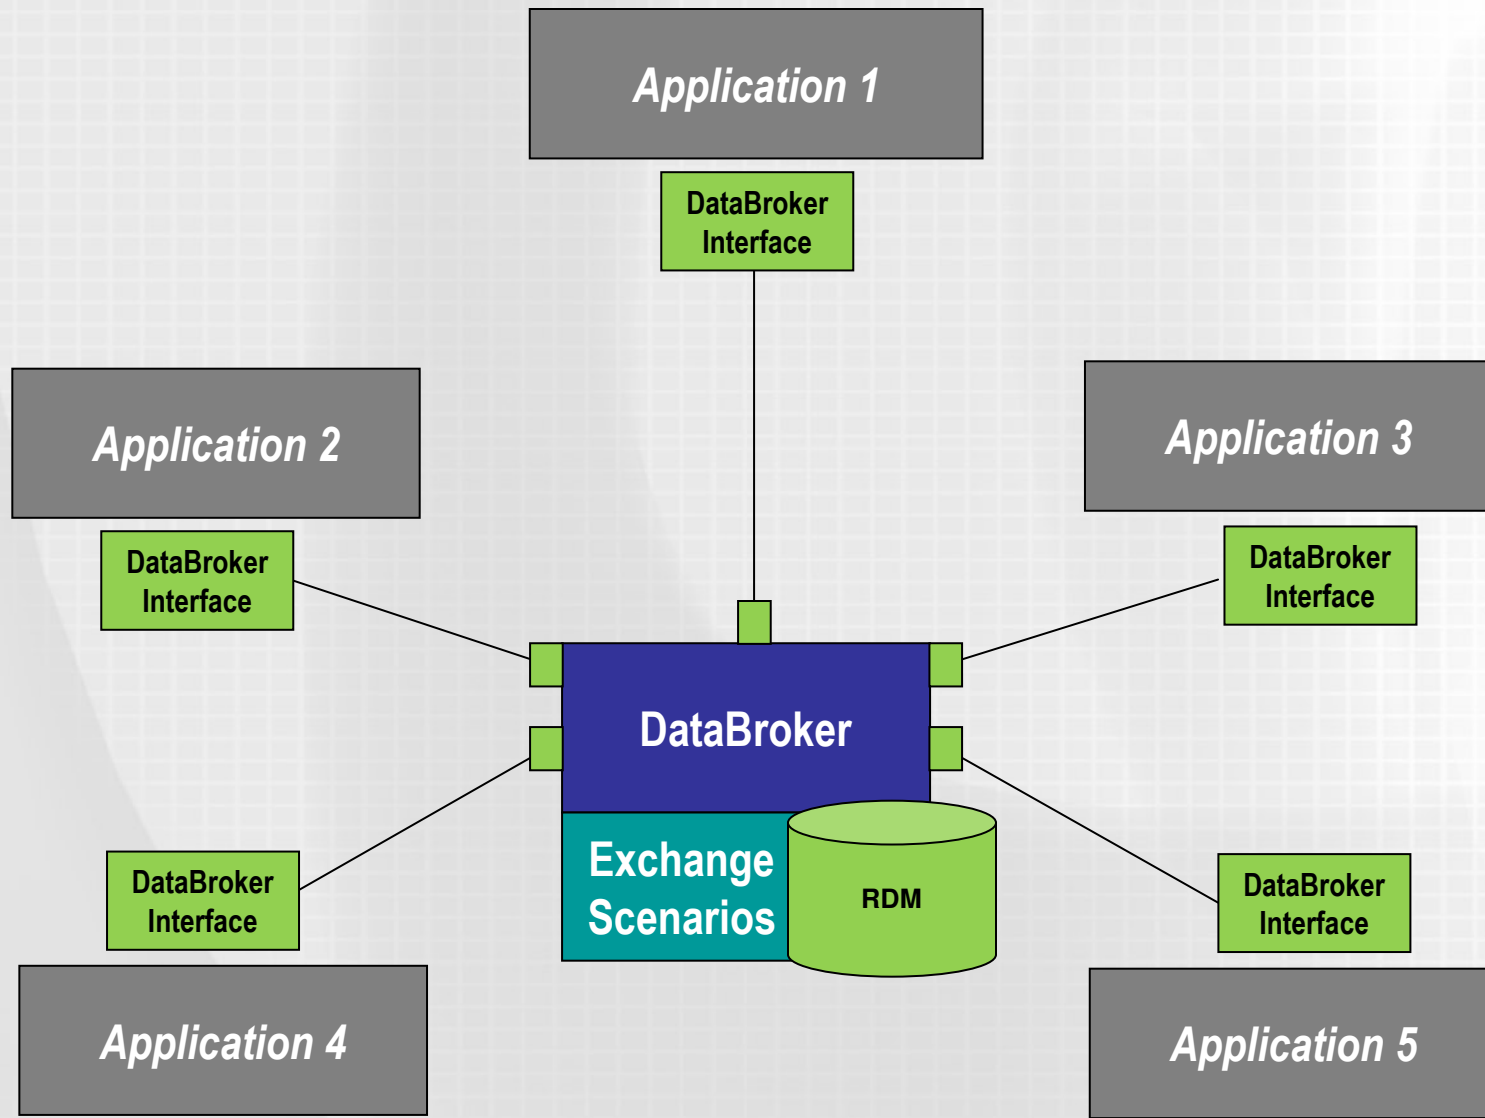 Application 1
DataBroker
Interface
Application 2
Application 3
DataBroker
Interface
DataBroker
Interface
DataBroker
Exchange
Scenarios
RDM
DataBroker
Interface
DataBroker
Interface
Application 4
Application 5